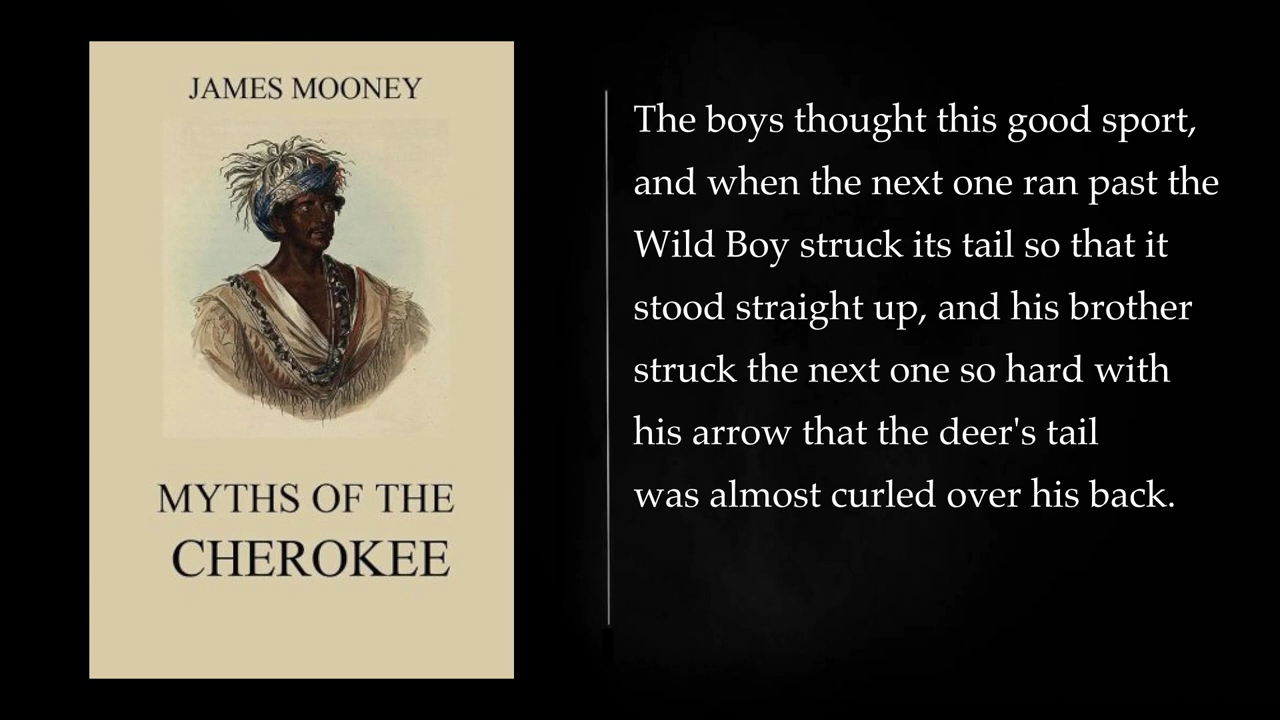 JAMES MOONEY
MYTHS OF THE
CHEROKEE
The boys thought this good sport,
and when the next one ran past the
Wild Boy struck its tail so that it
stood straight up, and his brother
struck the next one so hard with
his arrow that the deer's tail
was almost curled over his back.